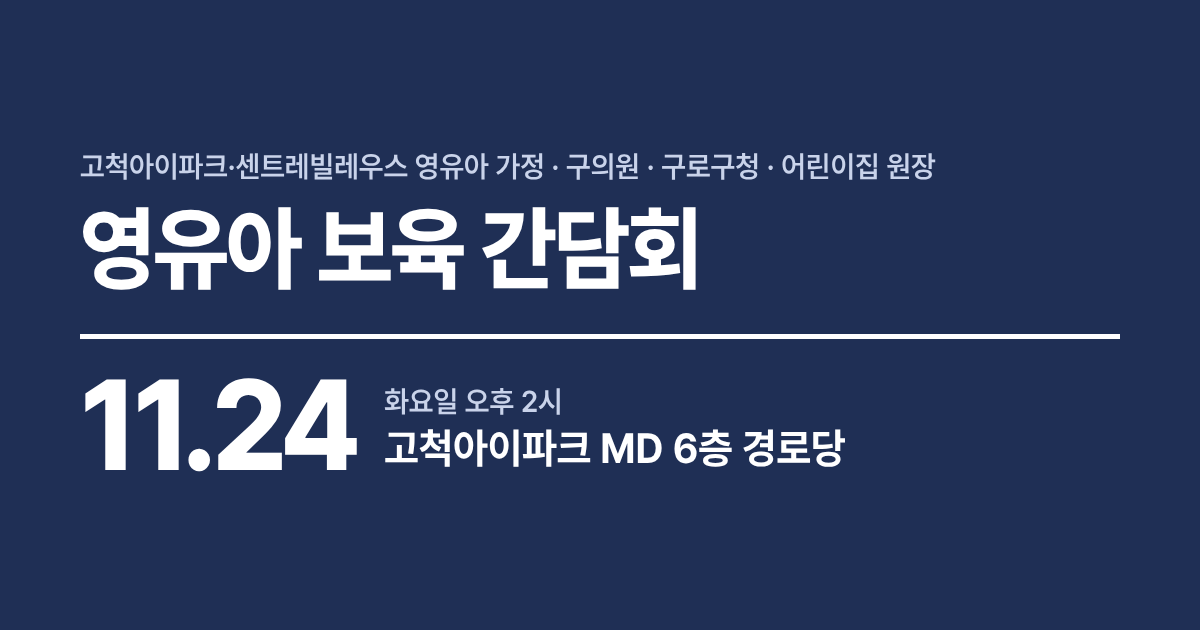 고척아이파크·센트레빌레우스 영유아 가정 · 구의원 · 구로구청 · 어린이집 원장
영유아 보육 간담회
11.24
화요일 오후 2시
고척아이파크 MD 6층 경로당